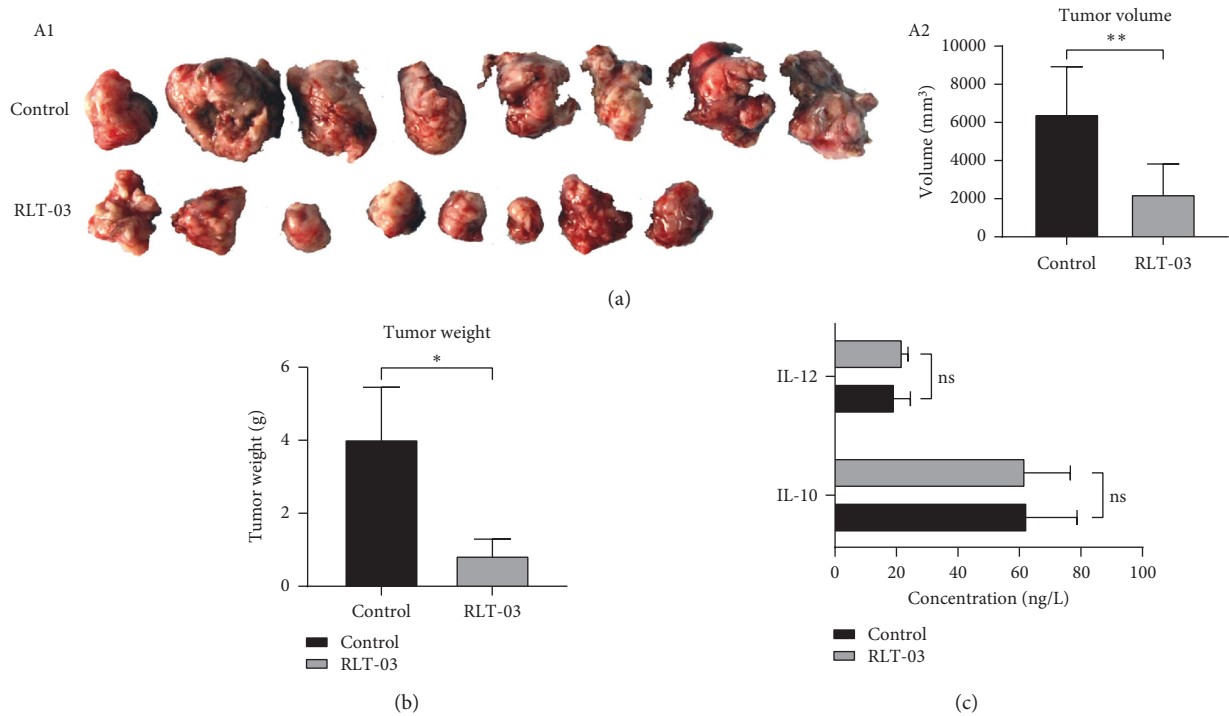 A1
Control
RLT-03
A2
Tumor volume
**
10000
8000
6000
4000
2000
0
Volume (mm³)
Control
RLT-03
(a)
Tumor weight
*
6
4
2
0
Tumor weight (g)
Control
RLT-03
Control
RLT-03
(b)
IL-12
ns
IL-10
ns
0 20 40 60 80 100
Concentration (ng/L)
Control
RLT-03
(c)